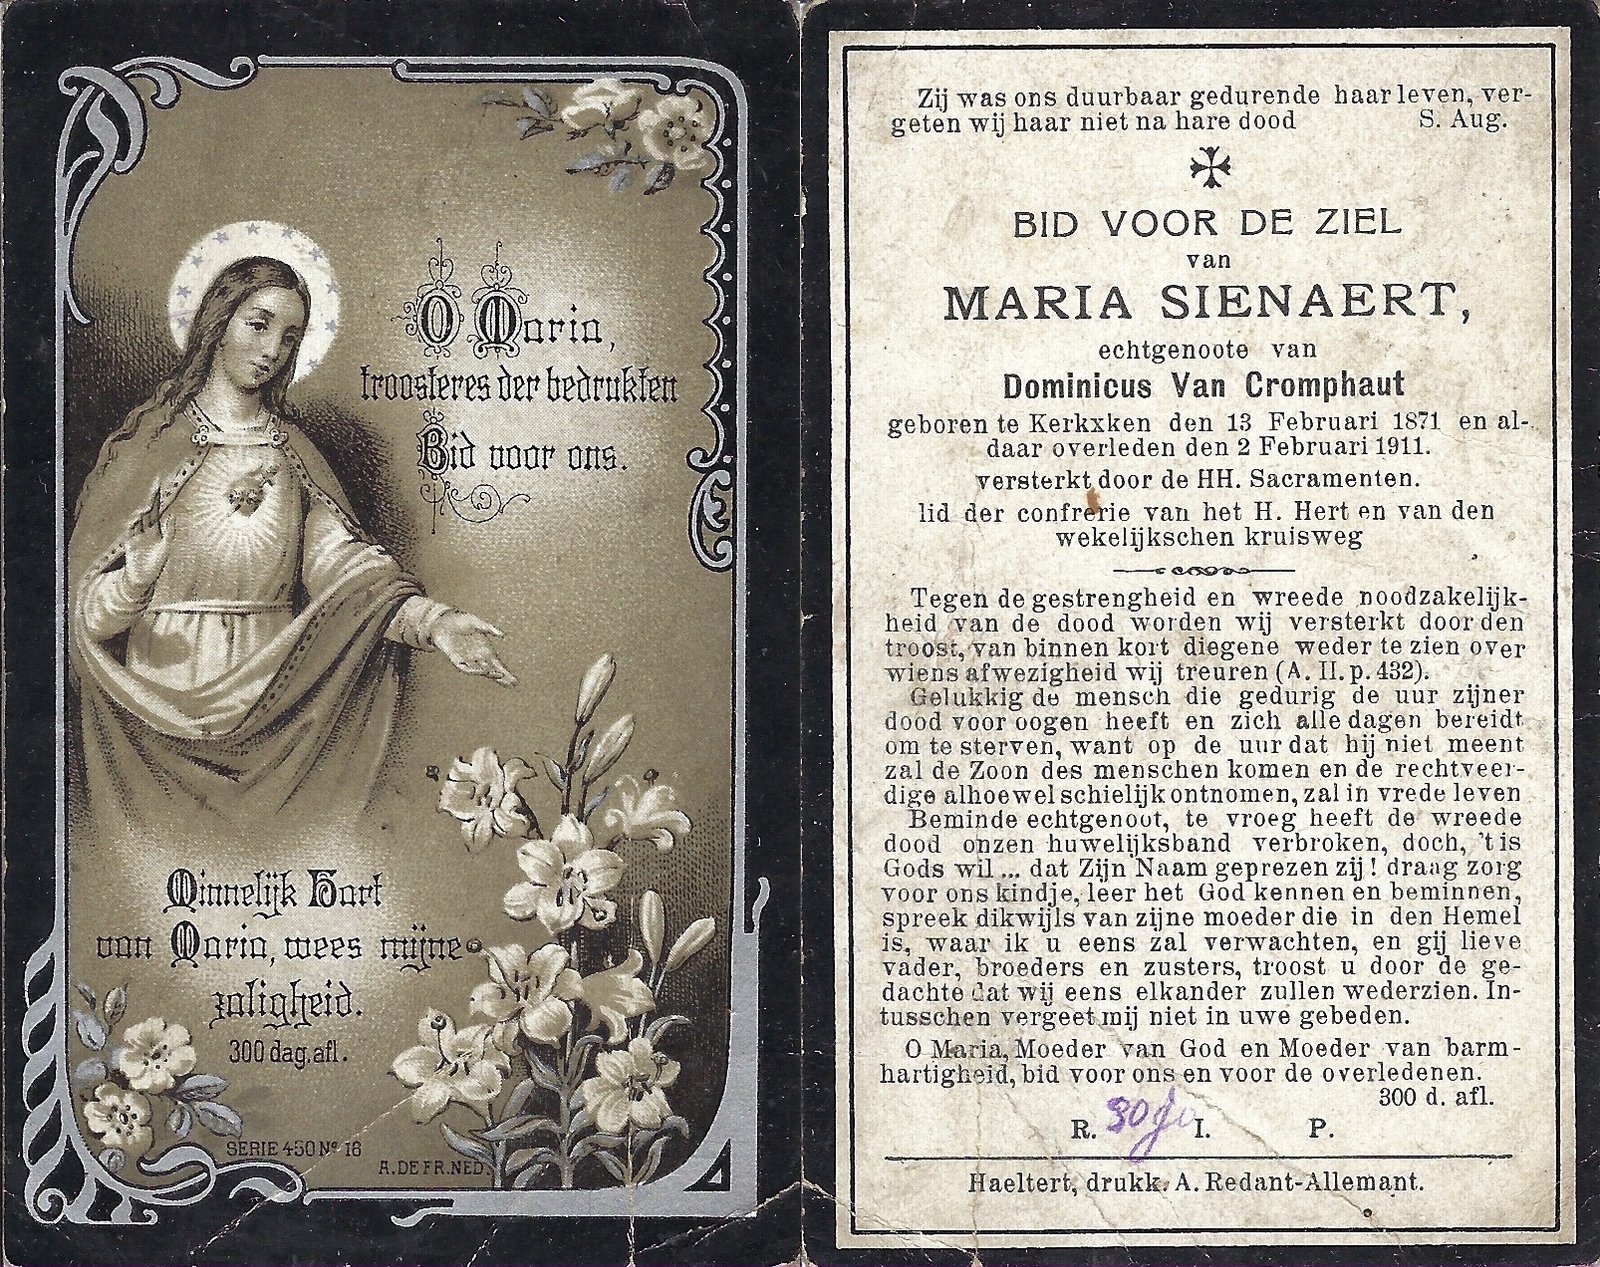 O Maria,
troosteres der bedrukten
Bid voor ons.
Minnelijk Hart
van Maria, wees mijne
zaligheid.
300 dag. afl.
SERIE 450 Nº 16
A. DE FR. NED.
Zij was ons duurbaar gedurende haar leven, ver-
geten wij haar niet na hare dood S. Aug.
BID VOOR DE ZIEL
van
MARIA SIENAERT,
echtgenoote van
Dominicus Van Cromphaut
geboren te Kerkxken den 13 Februari 1871 en al-
daar overleden den 2 Februari 1911.
versterkt door de HH. Sacramenten.
lid der confrerie van het H. Hert en van den
wekelijkschen kruisweg
Tegen de gestrengheid en wreede noodzakelijk-
heid van de dood worden wij versterkt door den
troost, van binnen kort diegene weder te zien over
wiens afwezigheid wij treuren (A. II. p. 432).
Gelukkig de mensch die gedurig de uur zijner
dood voor oogen heeft en zich alle dagen bereidt
om te sterven, want op de uur dat hij niet meent
zal de Zoon des menschen komen en de rechtveer-
dige alhoewel schielijk ontnomen, zal in vrede leven
Beminde echtgenoot, te vroeg heeft de wreede
dood onzen huwelijksband verbroken, doch, 't is
Gods wil ... dat Zijn Naam geprezen zij! draag zorg
voor ons kindje, leer het God kennen en beminnen,
spreek dikwijls van zijne moeder die in den Hemel
is, waar ik u eens zal verwachten, en gij lieve
vader, broeders en zusters, troost u door de ge-
dachte dat wij eens elkander zullen wederzien. In-
tusschen vergeet mij niet in uwe gebeden.
O Maria, Moeder van God en Moeder van barm-
hartigheid, bid voor ons en voor de overledenen.
300 d. afl.
R. I. P.
Haeltert, drukk. A. Redant-Allemant.